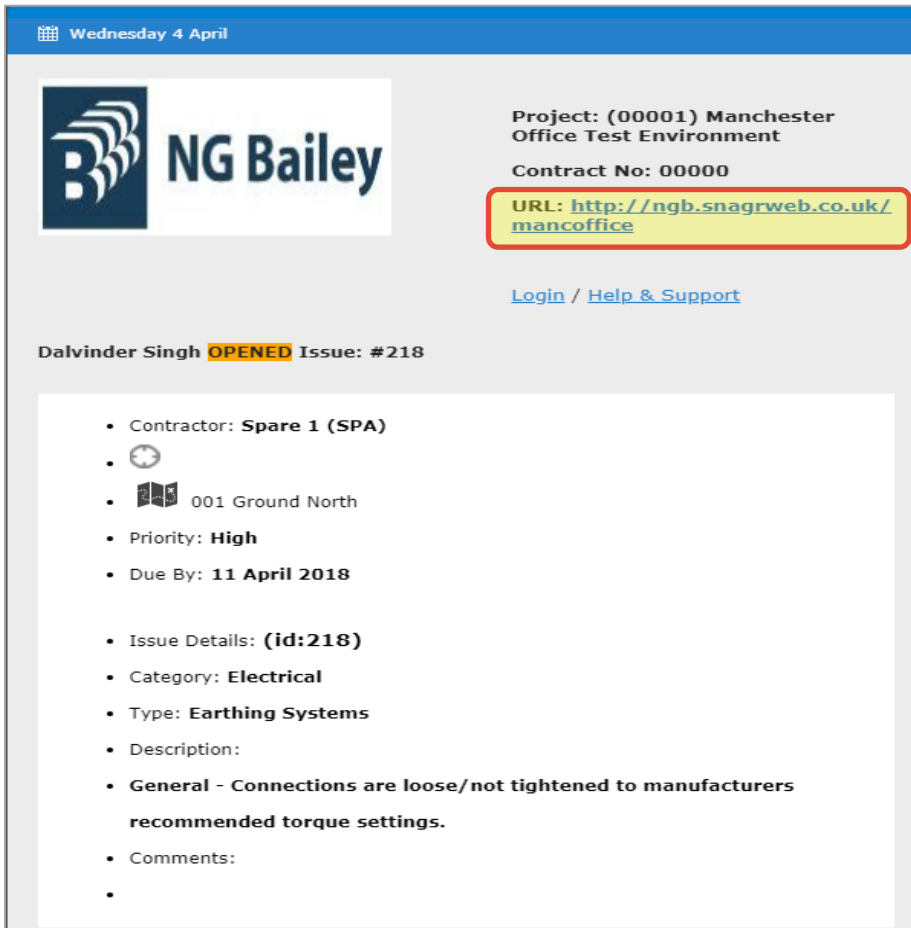 Wednesday 4 April
NG Bailey
Project: (00001) Manchester
Office Test Environment
Contract No: 00000
URL: http://ngb.snagrweb.co.uk/
mancoffice
Login / Help & Support
Dalvinder Singh OPENED Issue: #218
• Contractor: Spare 1 (SPA)
•
• 001 Ground North
• Priority: High
• Due By: 11 April 2018
• Issue Details: (id:218)
• Category: Electrical
• Type: Earthing Systems
• Description:
• General - Connections are loose/not tightened to manufacturers
recommended torque settings.
• Comments:
•